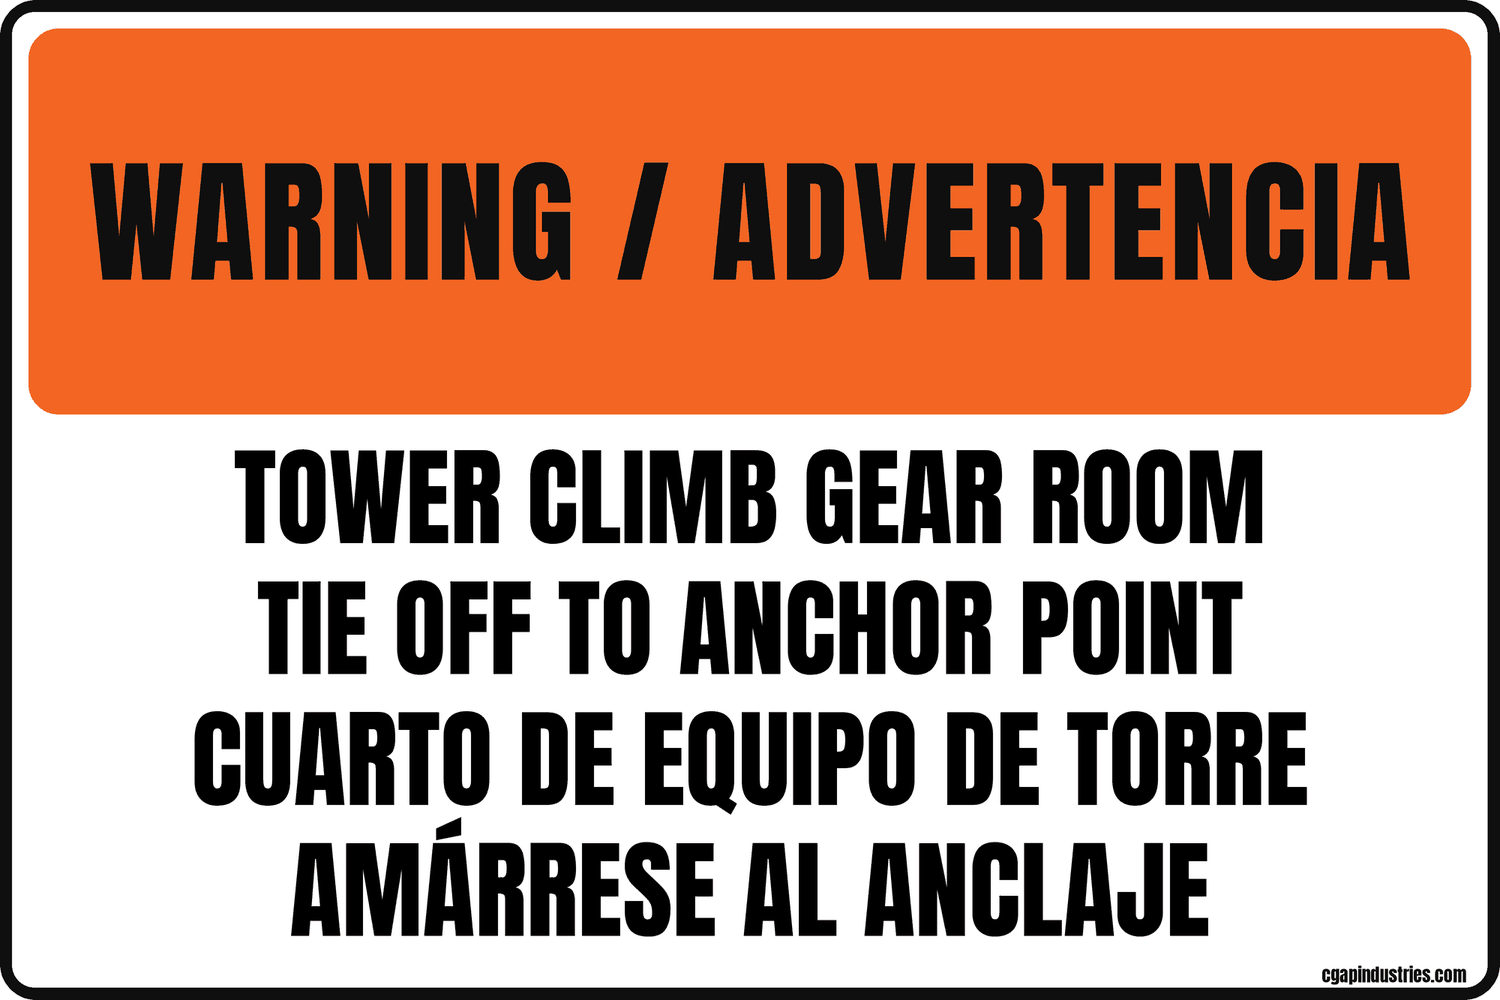 WARNING / ADVERTENCIA
TOWER CLIMB GEAR ROOM
TIE OFF TO ANCHOR POINT
CUARTO DE EQUIPO DE TORRE
AMÁRRESE AL ANCLAJE
cgapindustries.com